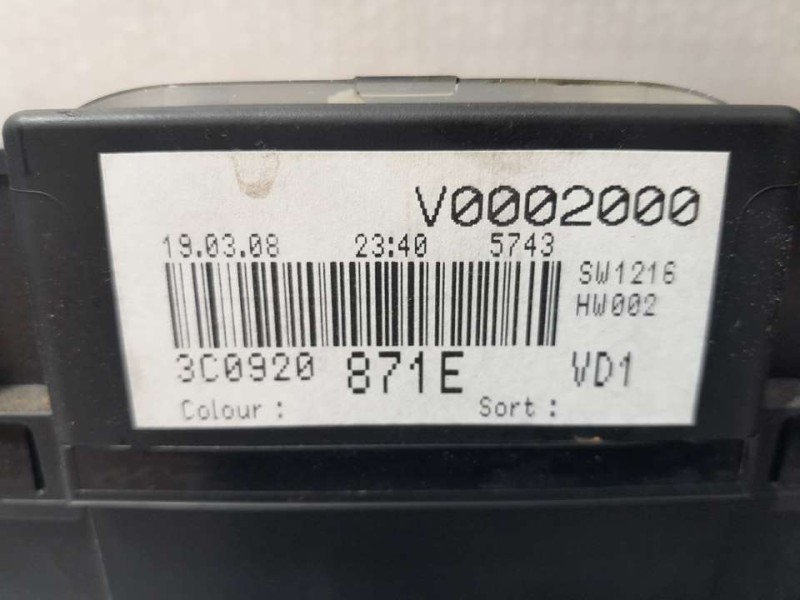 V0002000
19.03.08 23:40 5743
SW1216
HW002
3C0920 871E VD1
Colour : Sort :